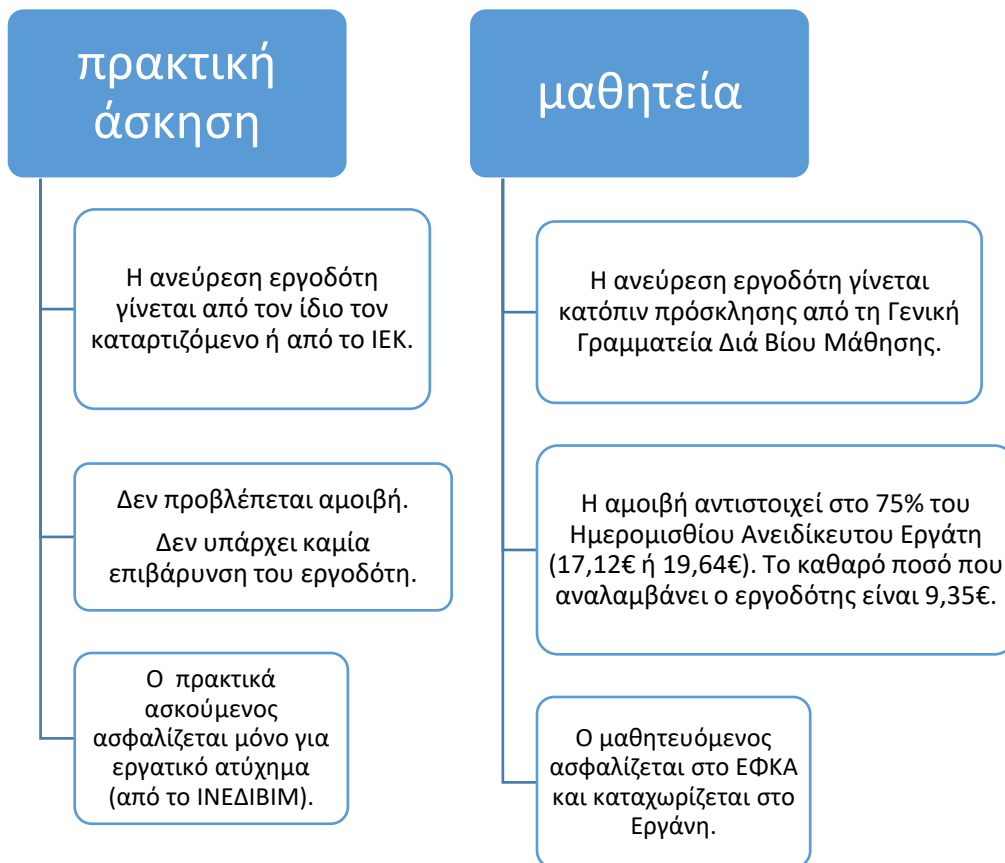 πρακτική
άσκηση
Η ανεύρεση εργοδότη
γίνεται από τον ίδιο τον
καταρτιζόμενο ή από το ΙΕΚ.
Δεν προβλέπεται αμοιβή.
Δεν υπάρχει καμία
επιβάρυνση του εργοδότη.
Ο πρακτικά
ασκούμενος
ασφαλίζεται μόνο για
εργατικό ατύχημα
(από το ΙΝΕΔΙΒΙΜ).
μαθητεία
Η ανεύρεση εργοδότη γίνεται
κατόπιν πρόσκλησης από τη Γενική
Γραμματεία Διά Βίου Μάθησης.
Η αμοιβή αντιστοιχεί στο 75% του
Ημερομισθίου Ανειδίκευτου Εργάτη
(17,12€ ή 19,64€). Το καθαρό ποσό που
αναλαμβάνει ο εργοδότης είναι 9,35€.
Ο μαθητευόμενος
ασφαλίζεται στο ΕΦΚΑ
και καταχωρίζεται στο
Εργάνη.